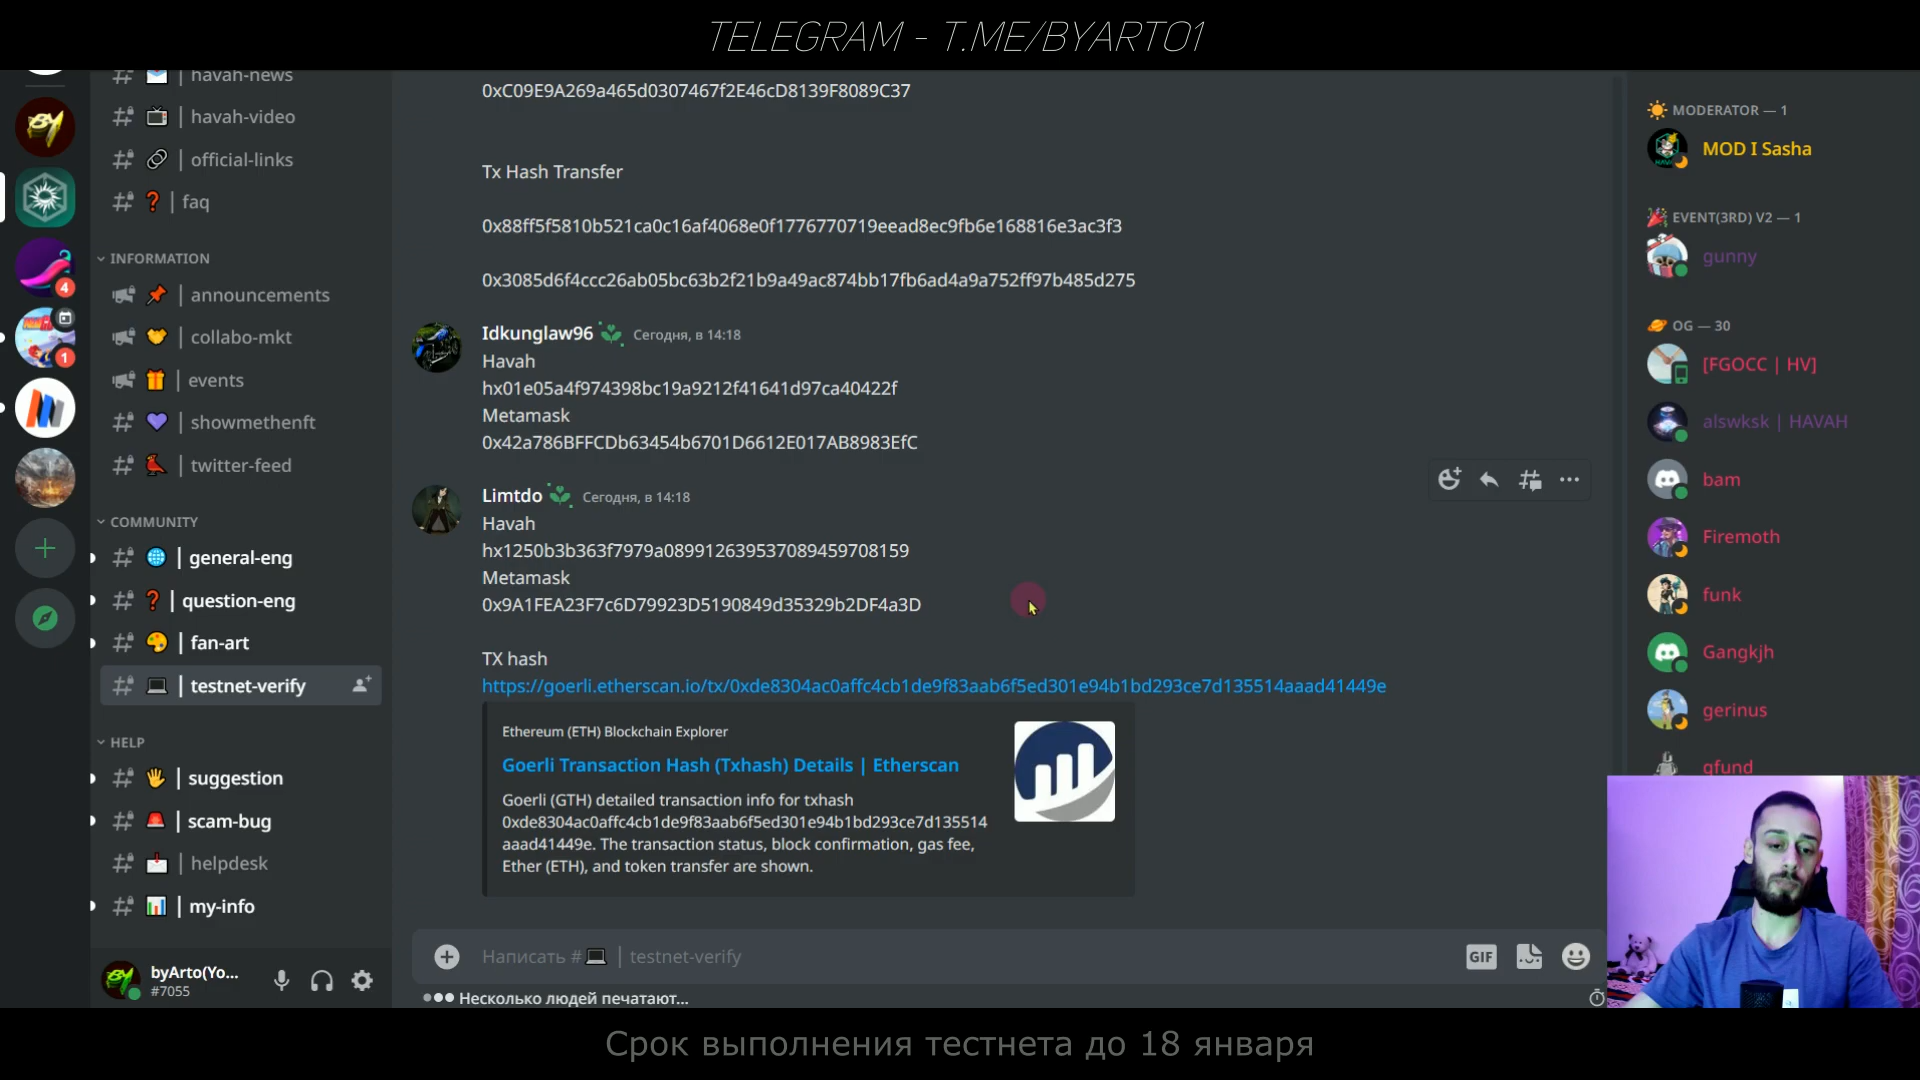 TELEGRAM - T.ME/BYARTO1
havah-news
havah-video
official-links
faq
INFORMATION
announcements
collabo-mkt
events
showmethenft
twitter-feed
COMMUNITY
general-eng
question-eng
fan-art
testnet-verify
HELP
suggestion
scam-bug
helpdesk
my-info
BY
4
1
byArto(Yo...
#7055
0xC09E9A269a465d0307467f2E46cD8139F8089C37
Tx Hash Transfer
0x88ff5f5810b521ca0c16af4068e0f1776770719eead8ec9fb6e168816e3ac3f3
0x3085d6f4ccc26ab05bc63b2f21b9a49ac874bb17fb6ad4a9a752ff97b485d275
Idkunglaw96 Сегодня, в 14:18
Havah
hx01e05a4f974398bc19a9212f41641d97ca40422f
Metamask
0x42a786BFFCDb63454b6701D6612E017AB8983EfC
Limtdo Сегодня, в 14:18
Havah
hx1250b3b363f7979a089912639537089459708159
Metamask
0x9A1FEA23F7c6D79923D5190849d35329b2DF4a3D
TX hash
https://goerli.etherscan.io/tx/0xde8304ac0affc4cb1de9f83aab6f5ed301e94b1bd293ce7d135514aaad41449e
Ethereum (ETH) Blockchain Explorer
Goerli Transaction Hash (Txhash) Details | Etherscan
Goerli (GTH) detailed transaction info for txhash
0xde8304ac0affc4cb1de9f83aab6f5ed301e94b1bd293ce7d135514
aaad41449e. The transaction status, block confirmation, gas fee,
Ether (ETH), and token transfer are shown.
Написать # | testnet-verify
GIF
Несколько людей печатают...
MODERATOR — 1
MOD I Sasha
EVENT(3RD) V2 — 1
gunny
OG — 30
[FGOCC | HV]
alswksk | HAVAH
bam
Firemoth
funk
Gangkjh
gerinus
gfund
Срок выполнения тестнета до 18 января